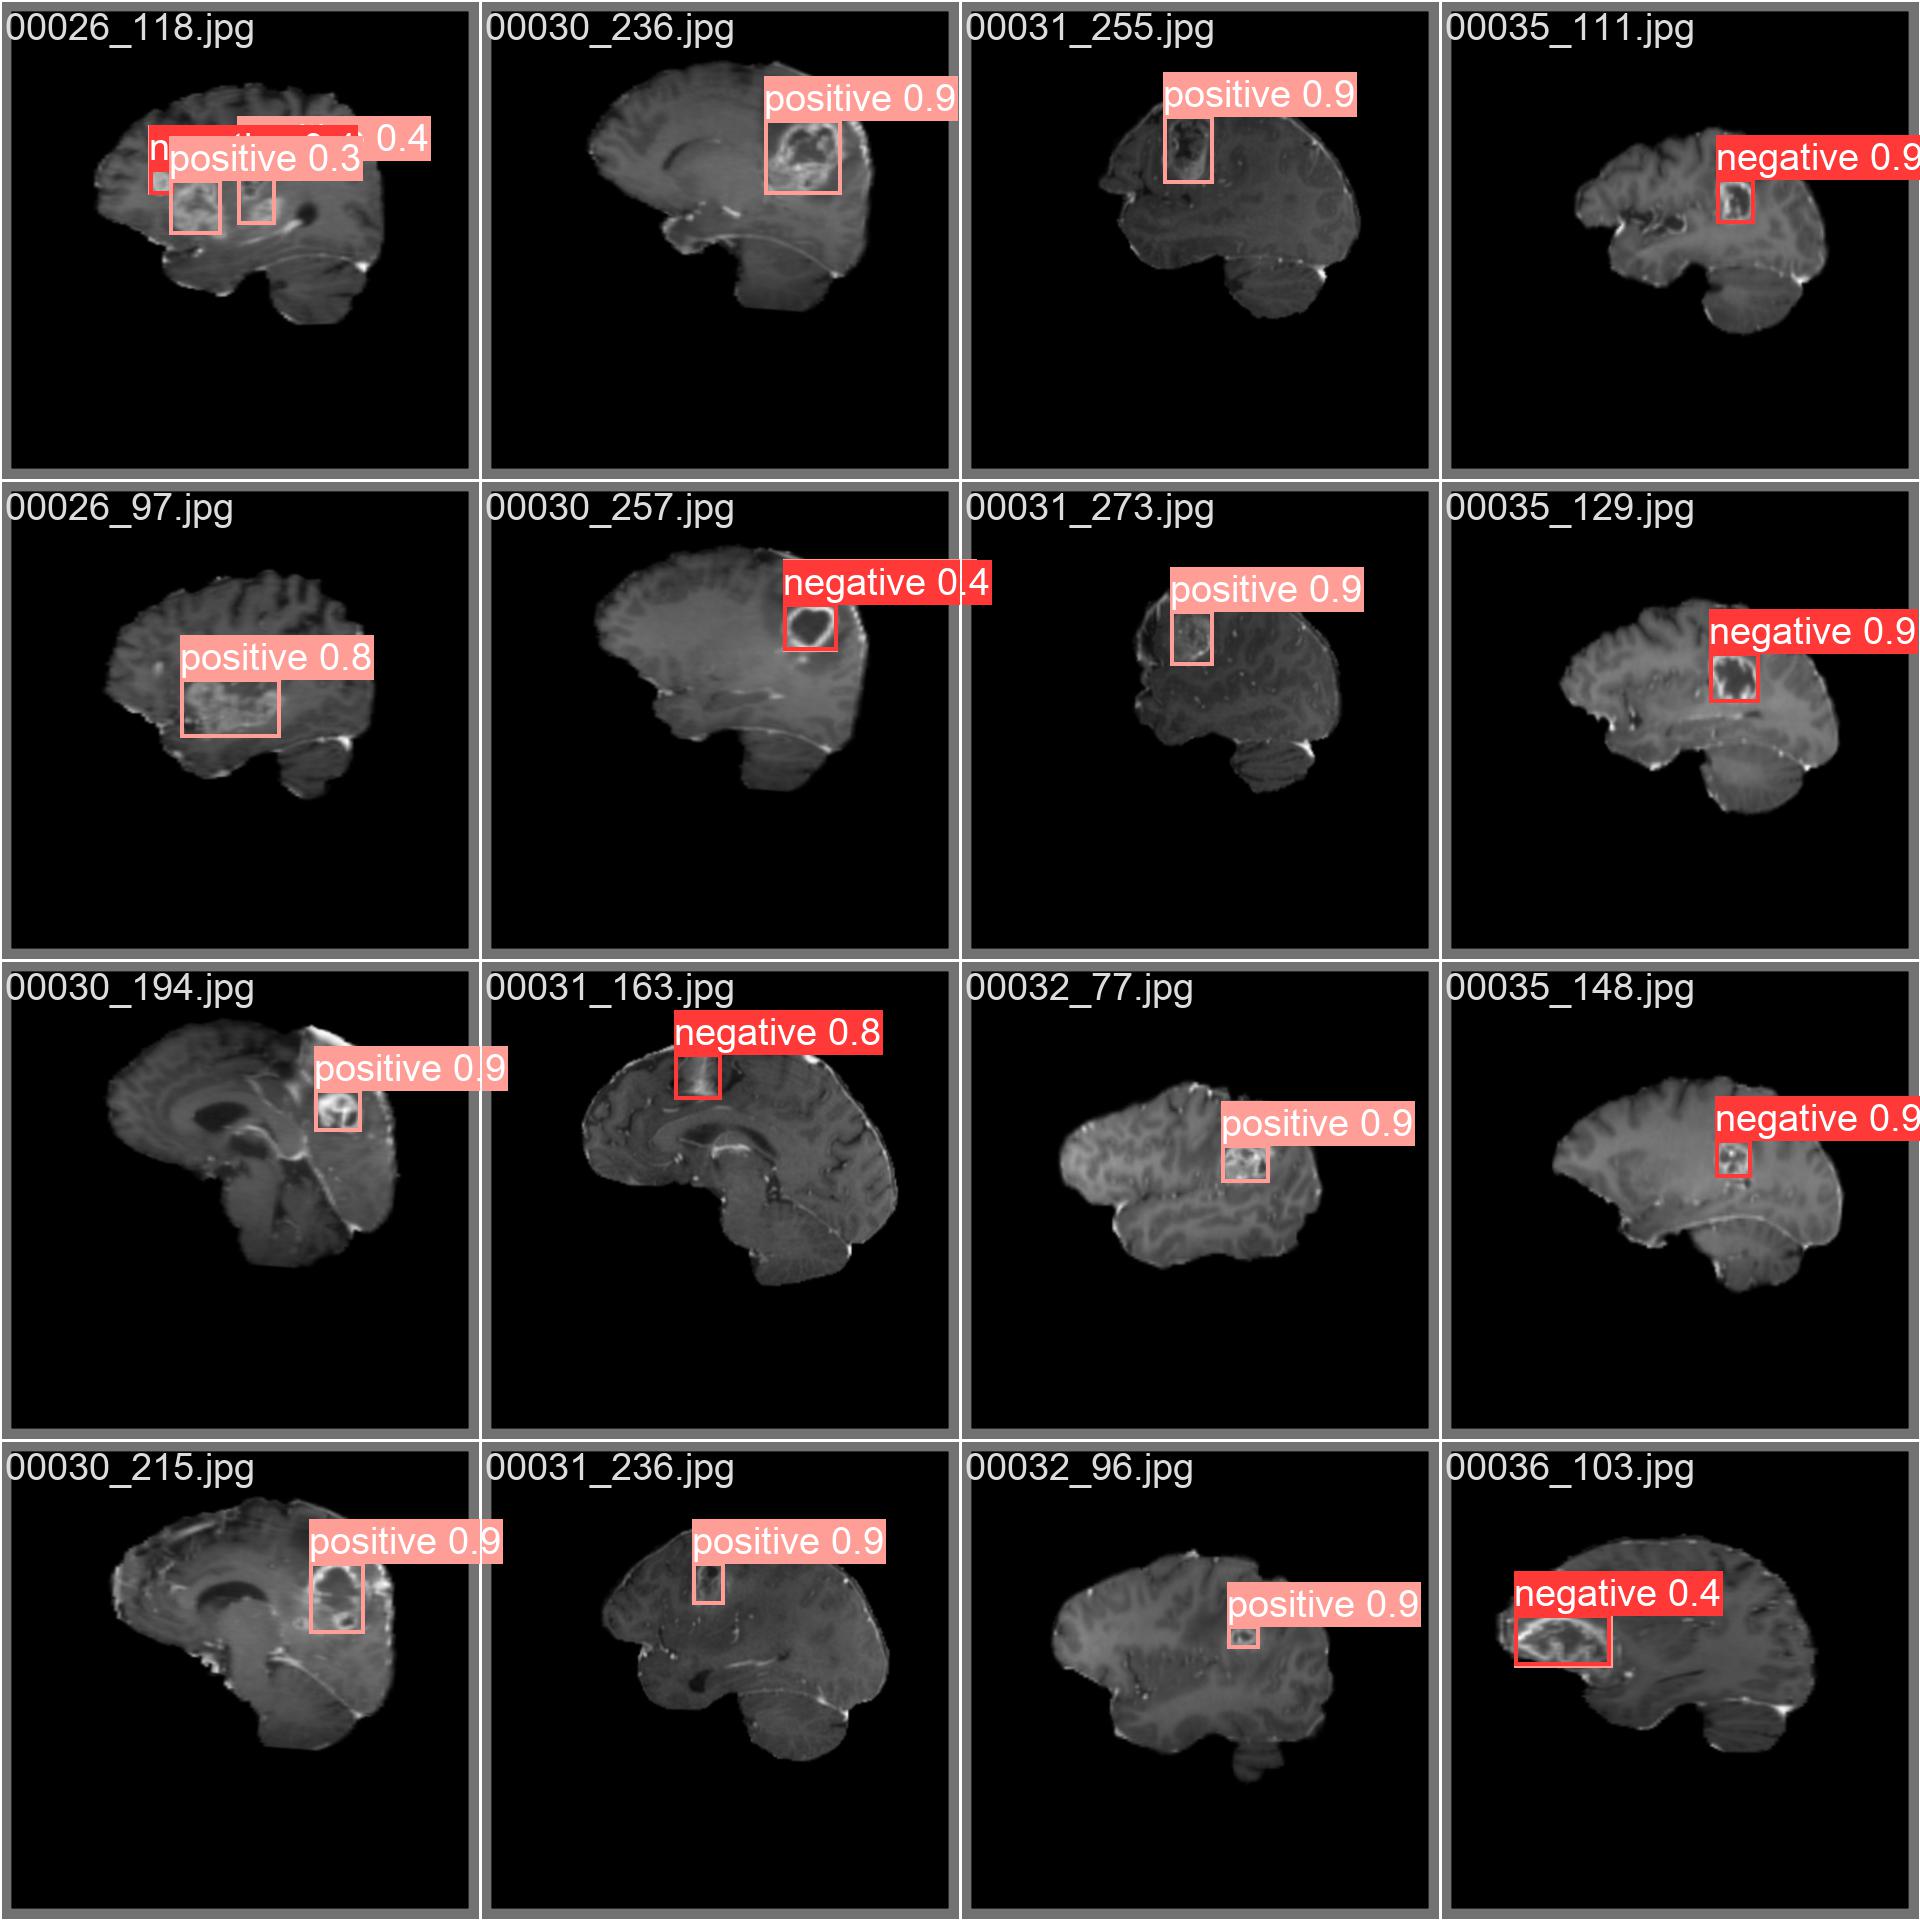 00026_118.jpg
0.4
n
positive 0.3
00030_236.jpg
positive 0.9
00031_255.jpg
positive 0.9
00035_111.jpg
negative 0.9
00026_97.jpg
positive 0.8
00030_257.jpg
negative 0.4
00031_273.jpg
positive 0.9
00035_129.jpg
negative 0.9
00030_194.jpg
positive 0.9
00031_163.jpg
negative 0.8
00032_77.jpg
positive 0.9
00035_148.jpg
negative 0.9
00030_215.jpg
positive 0.9
00031_236.jpg
positive 0.9
00032_96.jpg
positive 0.9
00036_103.jpg
negative 0.4